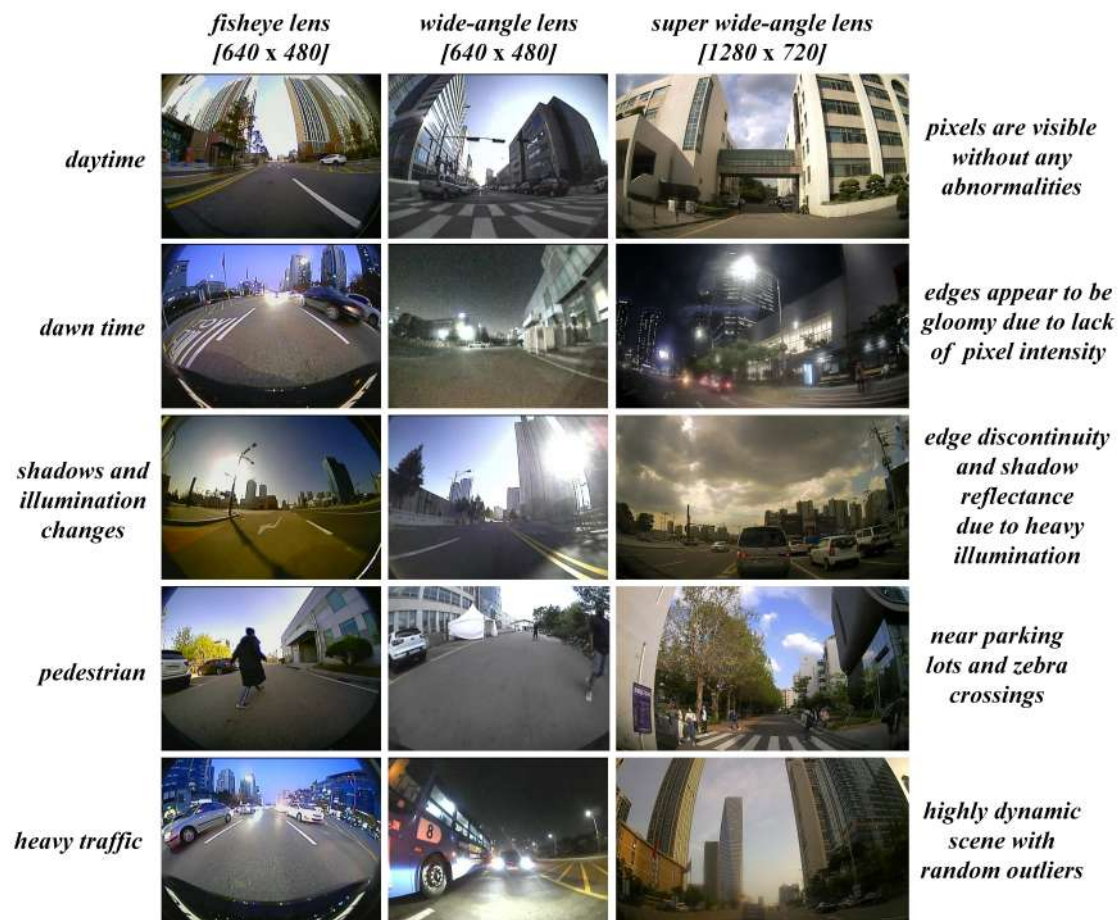 fisheye lens
[640 x 480]
wide-angle lens
[640 x 480]
super wide-angle lens
[1280 x 720]
daytime
pixels are visible
without any
abnormalities
dawn time
edges appear to be
gloomy due to lack
of pixel intensity
shadows and
illumination
changes
edge discontinuity
and shadow
reflectance
due to heavy
illumination
pedestrian
near parking
lots and zebra
crossings
heavy traffic
8
highly dynamic
scene with
random outliers